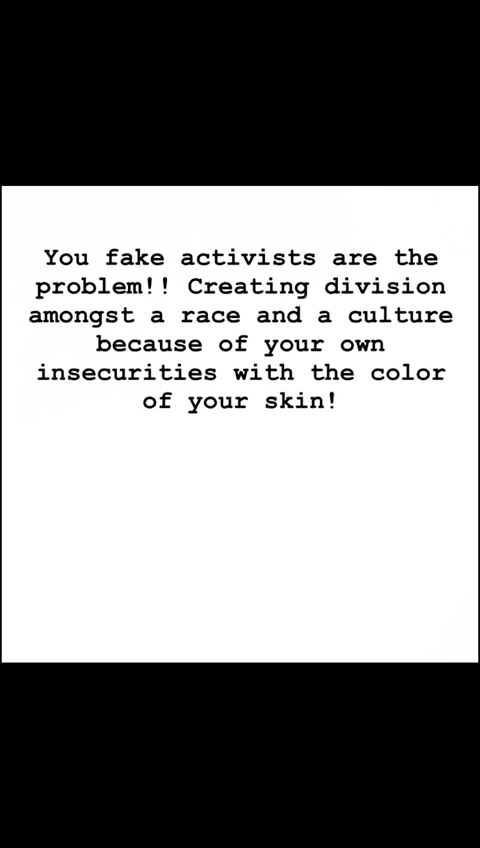 You fake activists are the
problem!! Creating division
amongst a race and a culture
because of your own
insecurities with the color
of your skin!